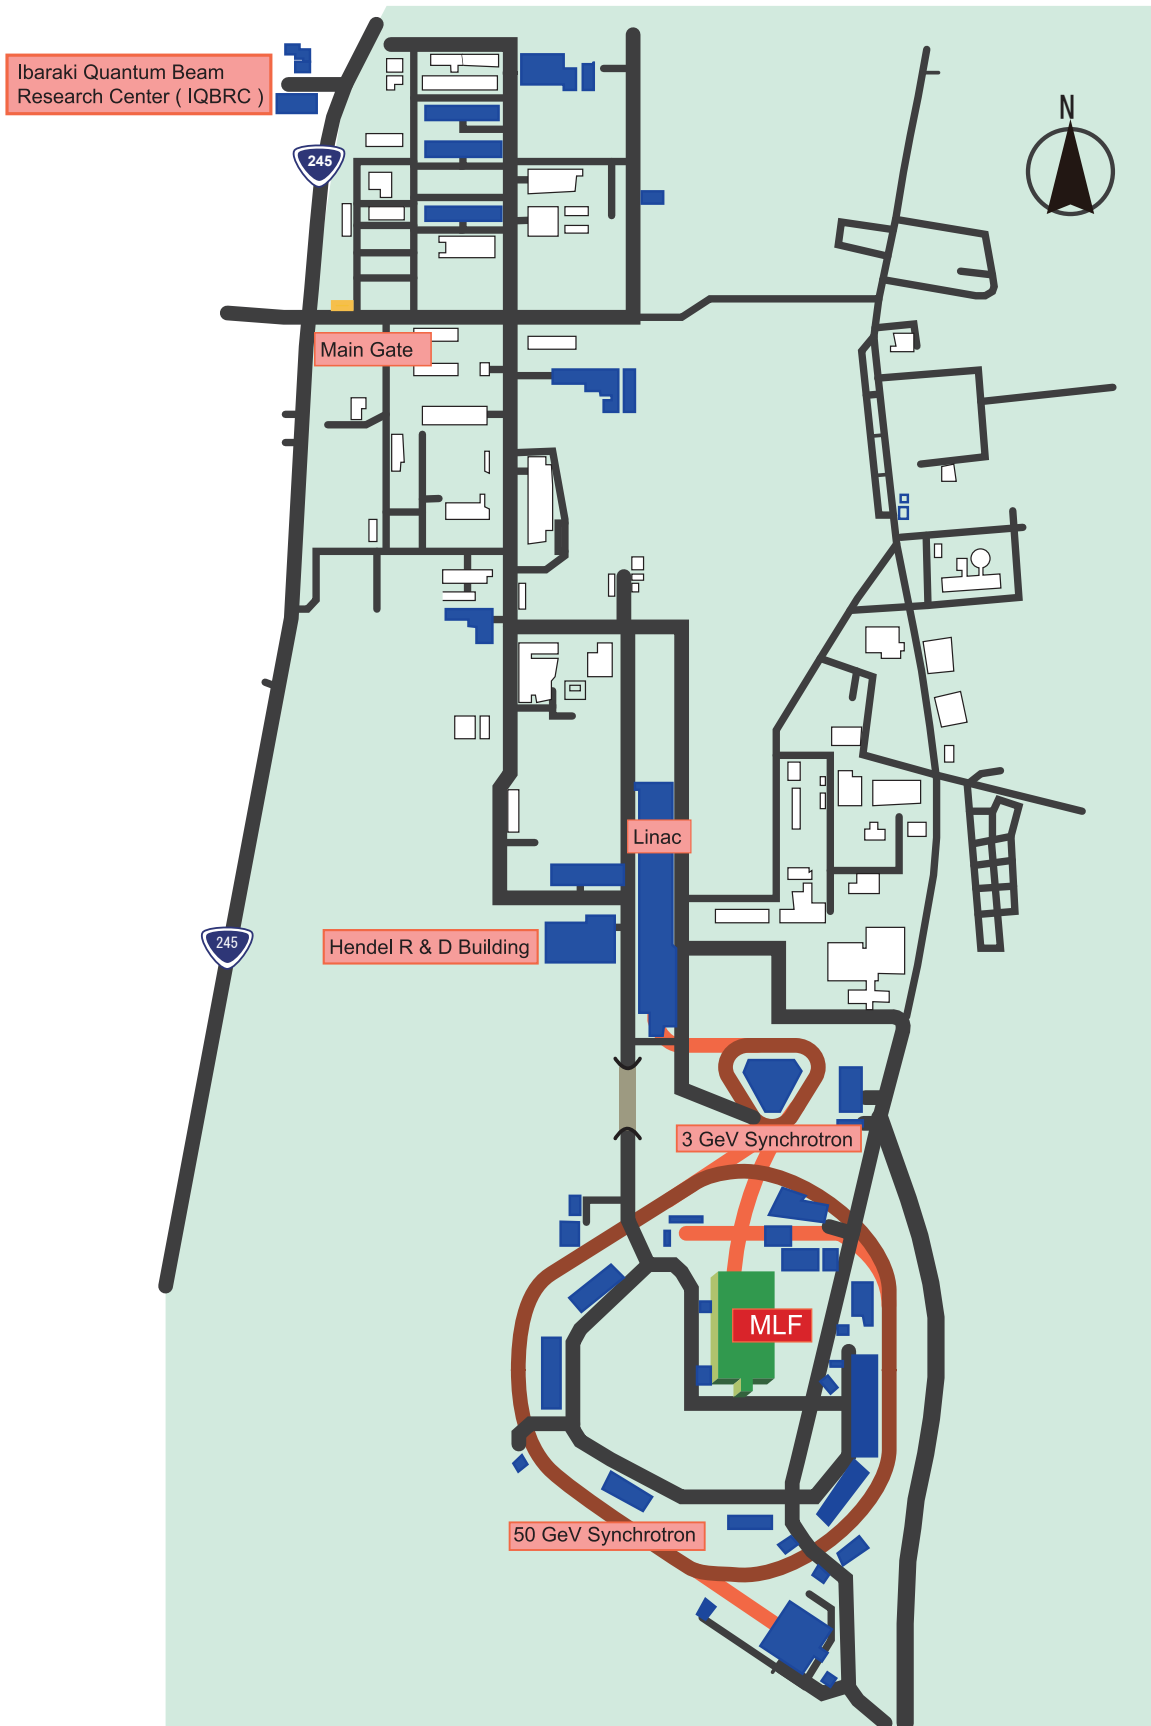 Ibaraki Quantum Beam
Research Center ( IQBRC )
N
245
Main Gate
Linac
Hendel R & D Building
245
3 GeV Synchrotron
MLF
50 GeV Synchrotron